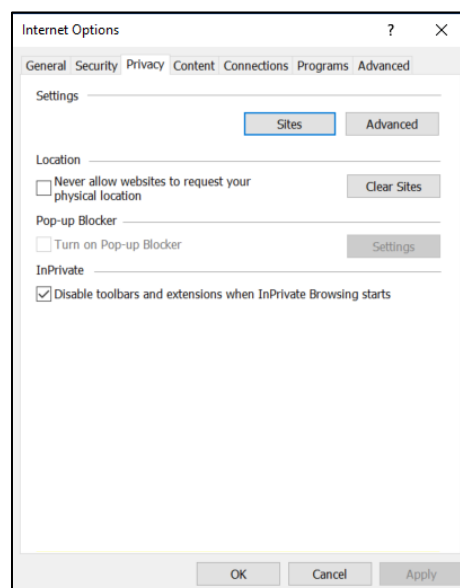 Internet Options
General Security Privacy Content Connections Programs Advanced
Settings
Sites Advanced
Location
Never allow websites to request your
physical location
Clear Sites
Pop-up Blocker
Turn on Pop-up Blocker Settings
InPrivate
Disable toolbars and extensions when InPrivate Browsing starts
OK Cancel Apply